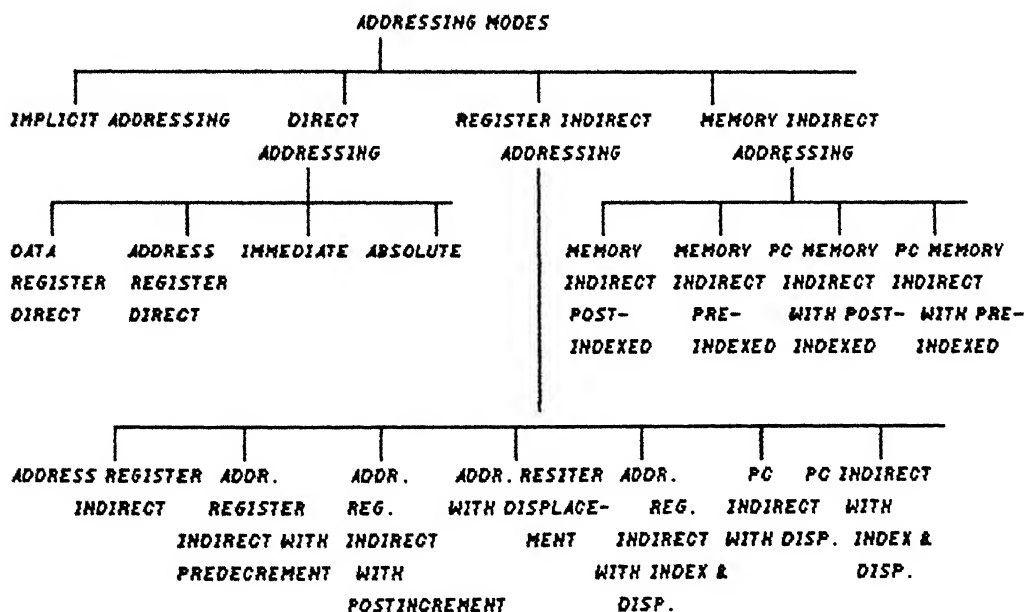 ADDRESSING MODES
IMPLICIT ADDRESSING
DIRECT
ADDRESSING
REGISTER INDIRECT
ADDRESSING
MEMORY INDIRECT
ADDRESSING
DATA
REGISTER
DIRECT
ADDRESS
REGISTER
DIRECT
IMMEDIATE
ABSOLUTE
MEMORY
INDIRECT
POST-
INDEXED
MEMORY
INDIRECT
PRE-
INDEXED
PC MEMORY
INDIRECT
WITH POST-
INDEXED
PC MEMORY
INDIRECT
WITH PRE-
INDEXED
ADDRESS REGISTER
INDIRECT
ADDR.
REGISTER
INDIRECT WITH
PREDECREMENT
ADDR.
REG.
INDIRECT
WITH
POSTINCREMENT
ADDR. RESITER
WITH DISPLACE-
MENT
ADDR.
REG.
INDIRECT
WITH INDEX &
DISP.
PC
INDIRECT
WITH DISP.
PC INDIRECT
WITH
INDEX &
DISP.